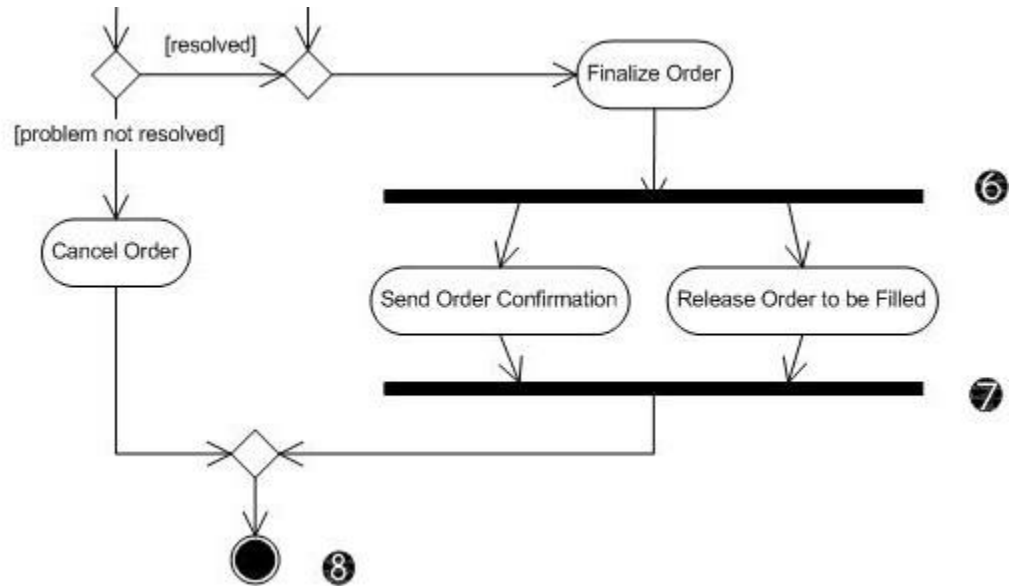 [resolved]
Finalize Order
[problem not resolved]
6
Cancel Order
Send Order Confirmation
Release Order to be Filled
7
8